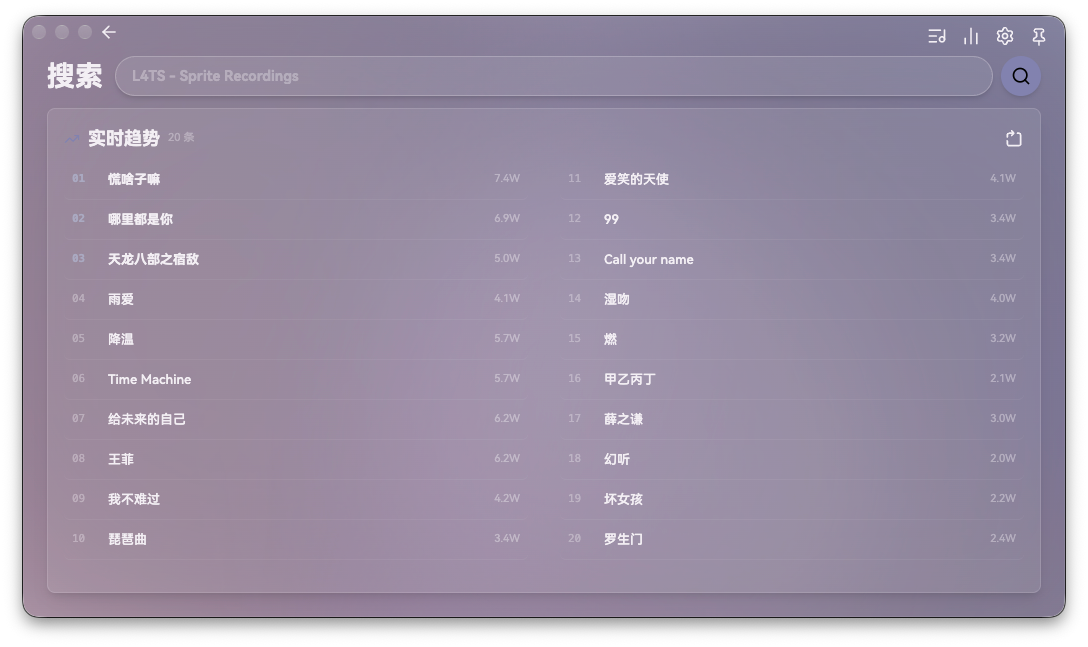 搜索
L4TS - Sprite Recordings
实时趋势 20 条
01 慌啥子嘛 7.4W
02 哪里都是你 6.9W
03 天龙八部之宿敌 5.0W
04 雨爱 4.1W
05 降温 5.7W
06 Time Machine 5.7W
07 给未来的自己 6.2W
08 王菲 6.2W
09 我不难过 4.2W
10 琵琶曲 3.4W
11 爱笑的天使 4.1W
12 99 3.4W
13 Call your name 3.4W
14 湿吻 4.0W
15 燃 3.2W
16 甲乙丙丁 2.1W
17 薛之谦 3.0W
18 幻听 2.0W
19 坏女孩 2.2W
20 罗生门 2.4W